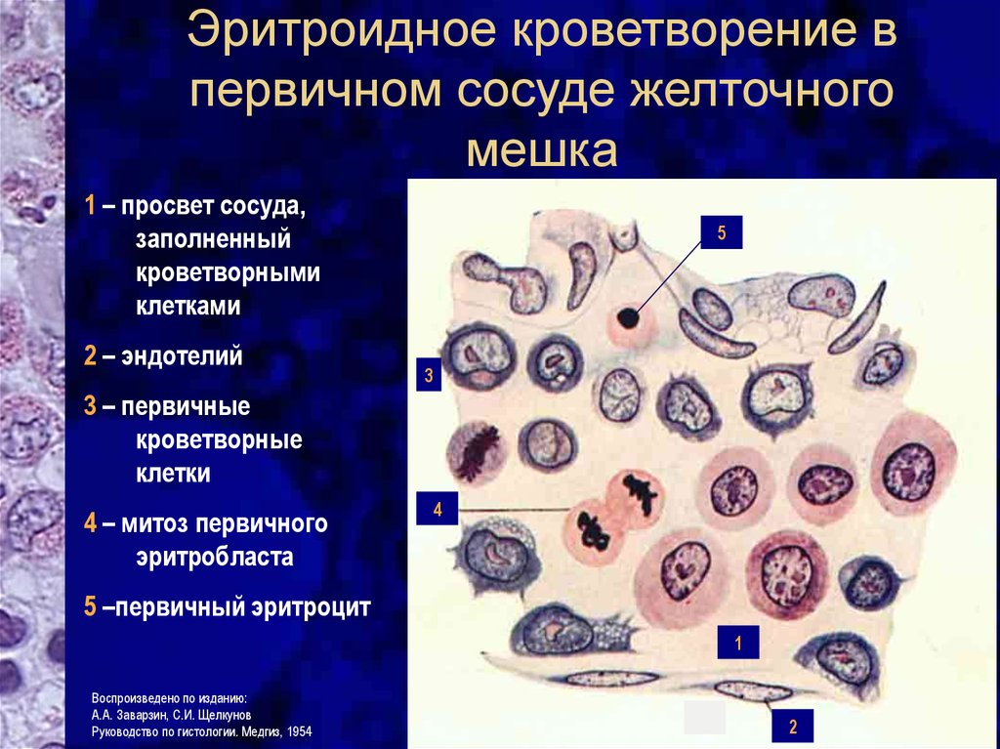 Эритроидное кроветворение в
первичном сосуде желточного
мешка
1 – просвет сосуда,
заполненный
кроветворными
клетками
2 – эндотелий
3 – первичные
кроветворные
клетки
4 – митоз первичного
эритробласта
5 –первичный эритроцит
Воспроизведено по изданию:
А.А. Заварзин, С.И. Щелкунов
Руководство по гистологии. Медгиз, 1954
5
3
4
1
2